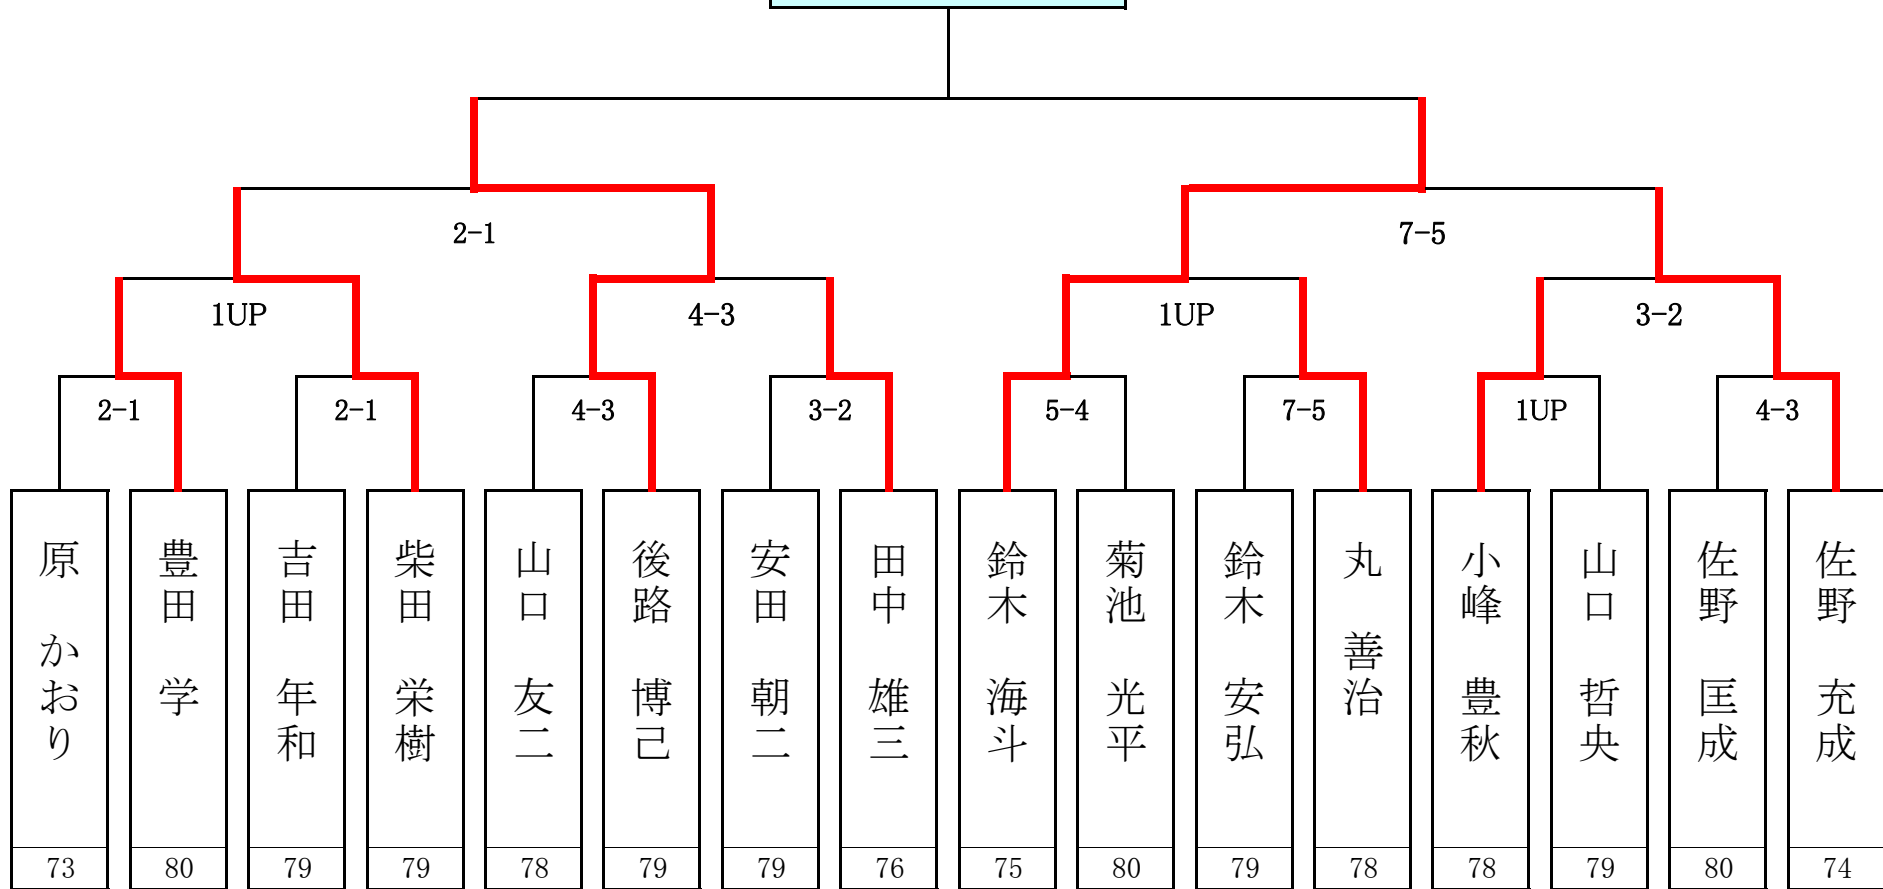 2-1
7-5
1UP
4-3
1UP
3-2
2-1
2-1
4-3
3-2
5-4
7-5
1UP
4-3
原 かおり
豊田 学
吉田 年和
柴田 栄樹
山口 友二
後路 博己
安田 朝二
田中 雄三
鈴木 海斗
菊池 光平
鈴木 安弘
丸 善治
小峰 豊秋
山口 哲央
佐野 匡成
佐野 充成
73
80
79
79
78
79
79
76
75
80
79
78
78
79
80
74